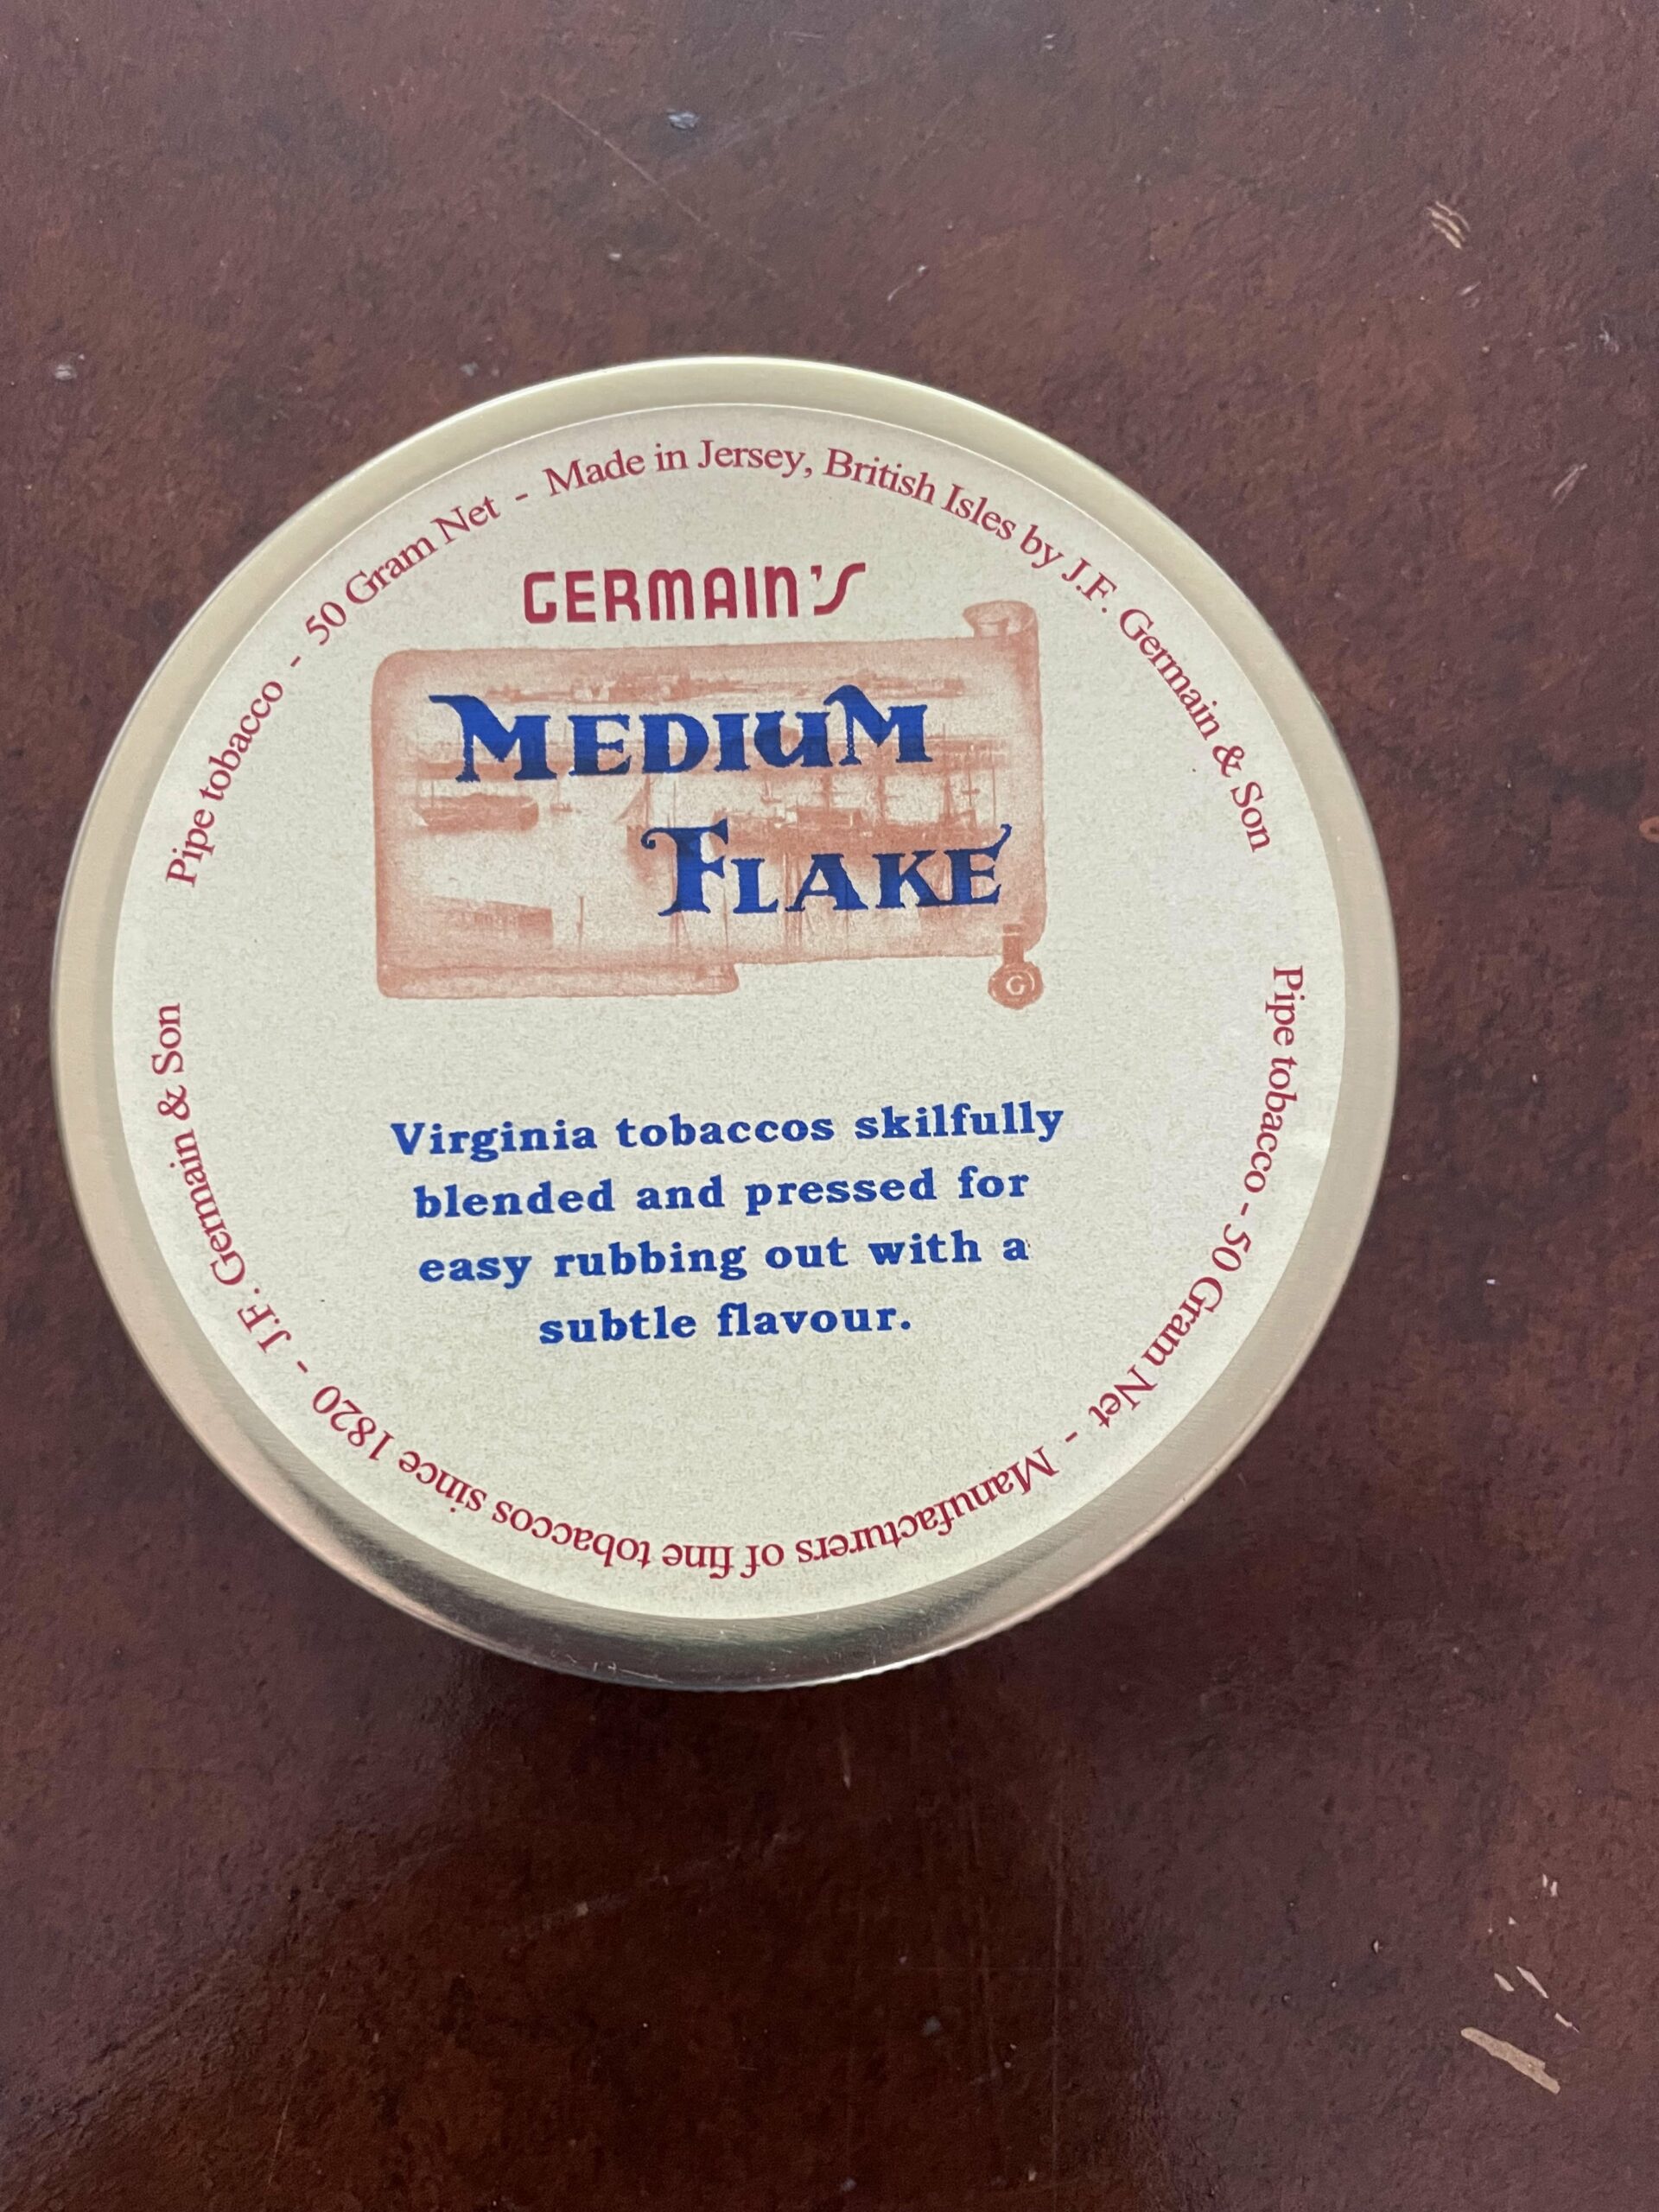 Pipe tobacco - 50 Gram Net - Made in Jersey, British Isles by J.F. Germain & Son
GERMAIN'S
MEDIUM
FLAKE
G
Virginia tobaccos skilfully
blended and pressed for
easy rubbing out with a
subtle flavour.
Pipe tobacco - 50 Gram Net - Manufacturers of fine tobaccos since 1820 - J.F. Germain & Son